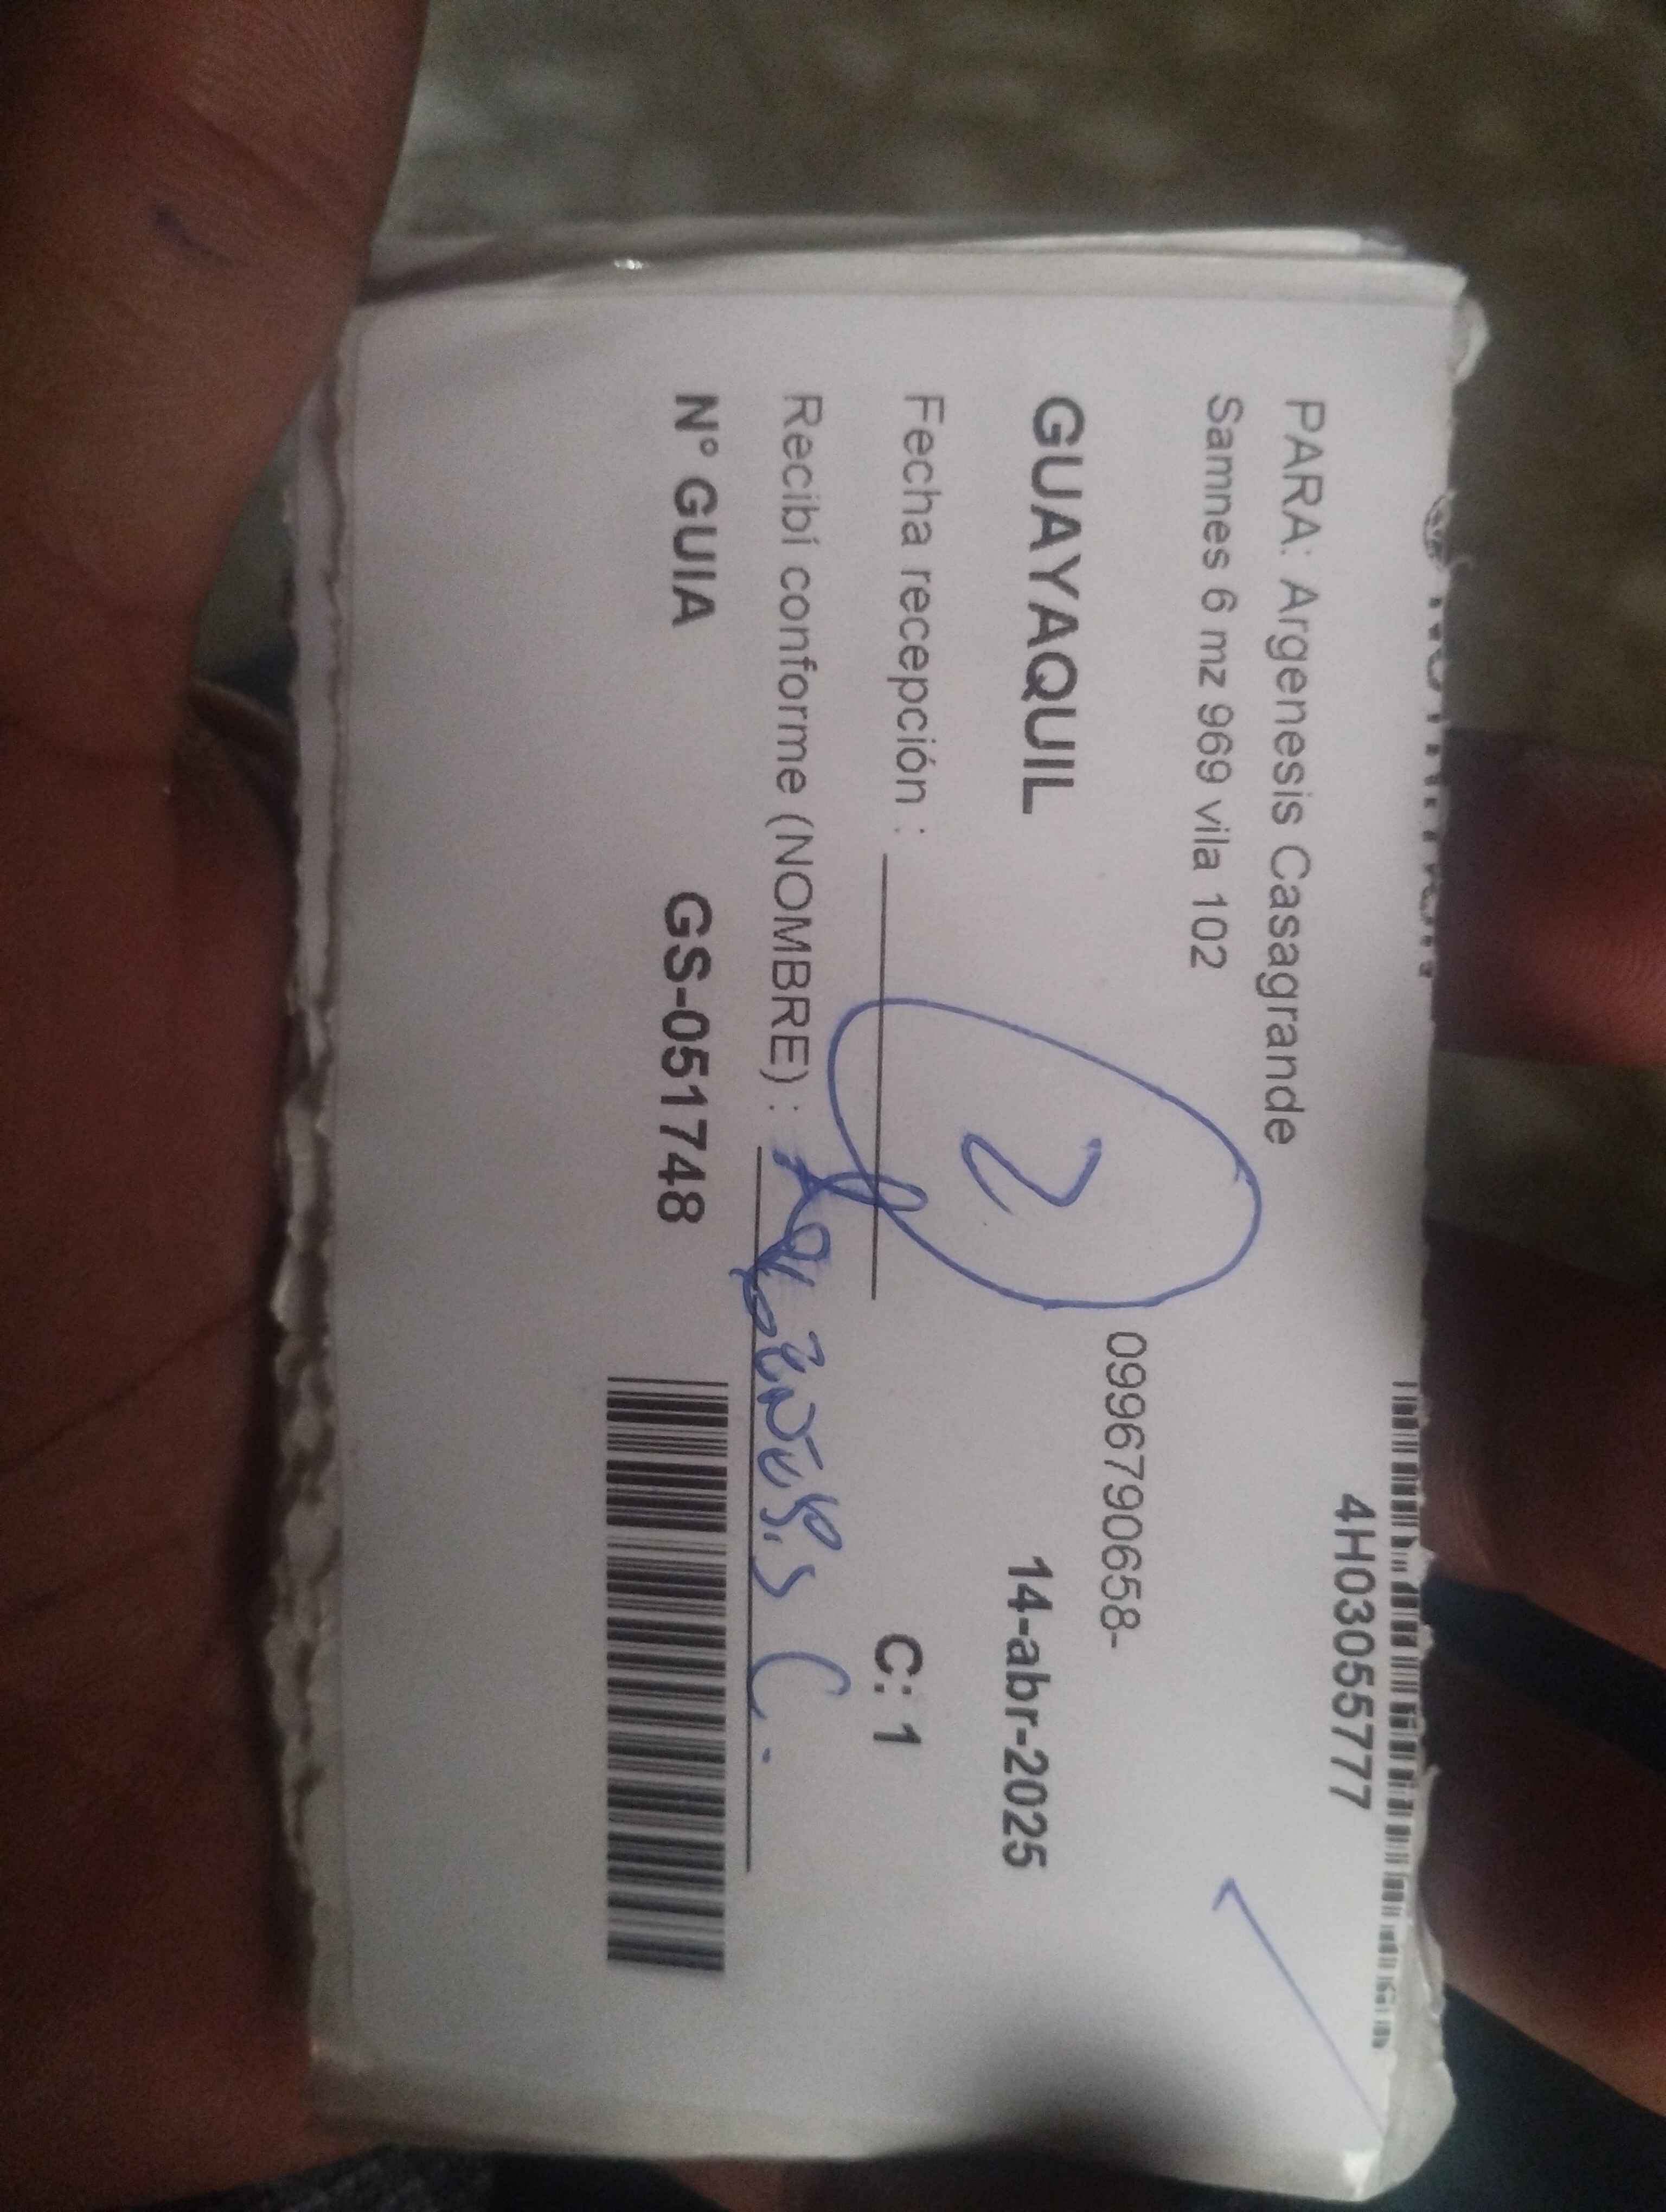 4H03055777
PARA: Argenesis Casagrande
Samnes 6 mz 969 vila 102
0996790658-
GUAYAQUIL 14-abr-2025
2
Fecha recepción : C: 1
Recibí conforme (NOMBRE) : Argenesis C.
N° GUIA GS-051748